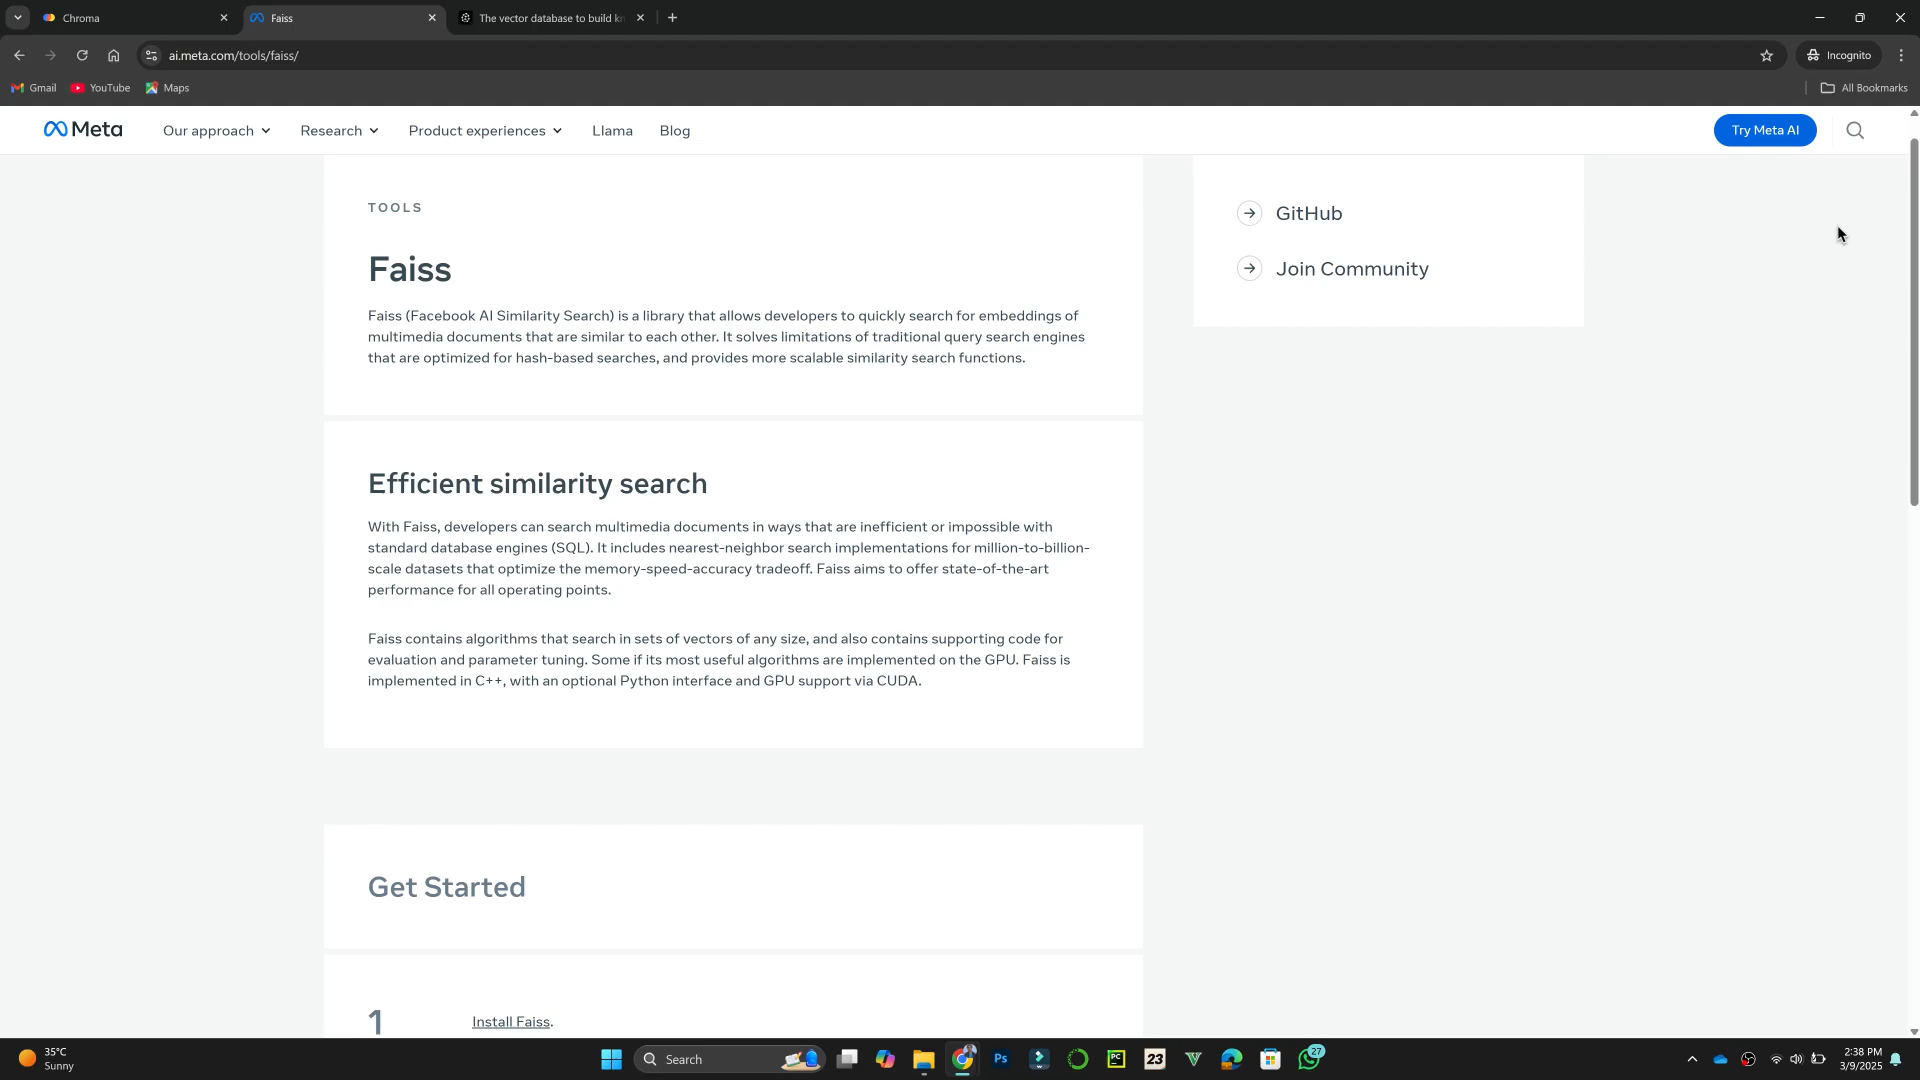 Chroma
Faiss
The vector database to build kn
ai.meta.com/tools/faiss/
Incognito
Gmail
YouTube
Maps
All Bookmarks
Meta
Our approach
Research
Product experiences
Llama
Blog
Try Meta AI
TOOLS
Faiss
Faiss (Facebook AI Similarity Search) is a library that allows developers to quickly search for embeddings of
multimedia documents that are similar to each other. It solves limitations of traditional query search engines
that are optimized for hash-based searches, and provides more scalable similarity search functions.
GitHub
Join Community
Efficient similarity search
With Faiss, developers can search multimedia documents in ways that are inefficient or impossible with
standard database engines (SQL). It includes nearest-neighbor search implementations for million-to-billion-
scale datasets that optimize the memory-speed-accuracy tradeoff. Faiss aims to offer state-of-the-art
performance for all operating points.
Faiss contains algorithms that search in sets of vectors of any size, and also contains supporting code for
evaluation and parameter tuning. Some if its most useful algorithms are implemented on the GPU. Faiss is
implemented in C++, with an optional Python interface and GPU support via CUDA.
Get Started
1
Install Faiss.
35°C
Sunny
Search
Ps
PC
23
27
2:38 PM
3/9/2025